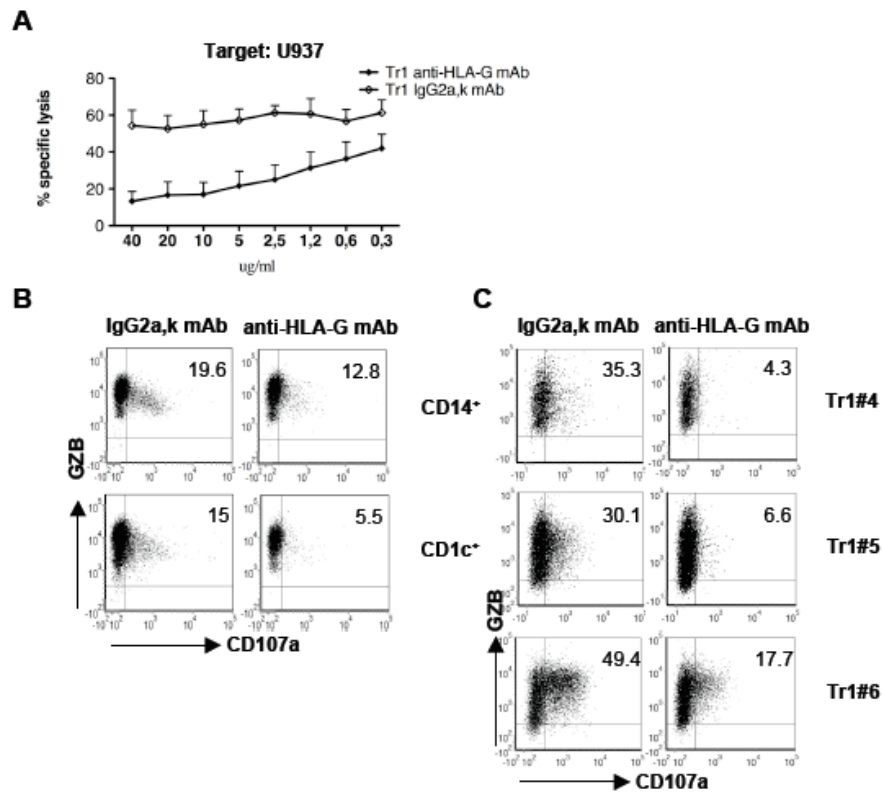 A
Target: U937
Tr1 anti-HLA-G mAb
Tr1 IgG2a,k mAb
% specific lysis
80
60
40
20
0
40 20 10 5 2,5 1,2 0,6 0,3
ug/ml
B
IgG2a,k mAb anti-HLA-G mAb
19.6 12.8 CD14⁺
15 5.5 CD1c⁺
GZB
CD107a
C
IgG2a,k mAb anti-HLA-G mAb
35.3 4.3 Tr1#4
30.1 6.6 Tr1#5
49.4 17.7 Tr1#6
GZB
CD107a